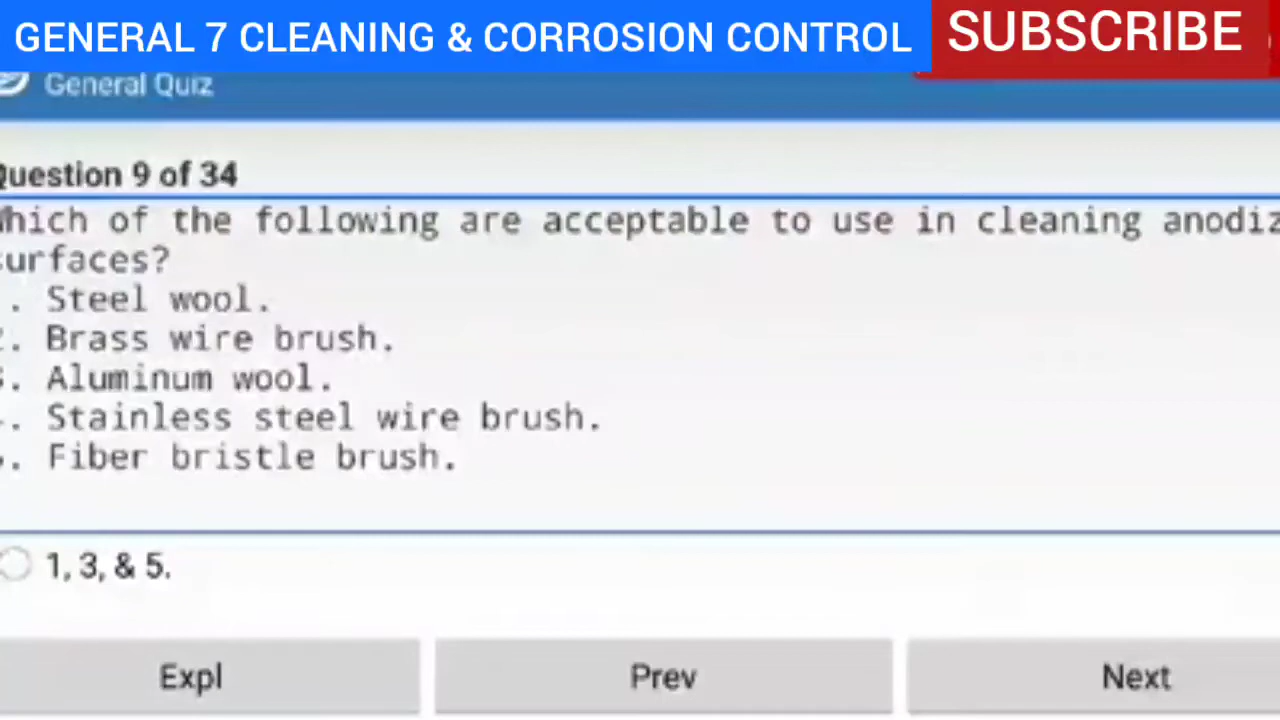 GENERAL 7 CLEANING & CORROSION CONTROL
SUBSCRIBE
General Quiz
Question 9 of 34
Which of the following are acceptable to use in cleaning anodiz
surfaces?
. Steel wool.
2. Brass wire brush.
3. Aluminum wool.
. Stainless steel wire brush.
. Fiber bristle brush.
1, 3, & 5.
Expl
Prev
Next